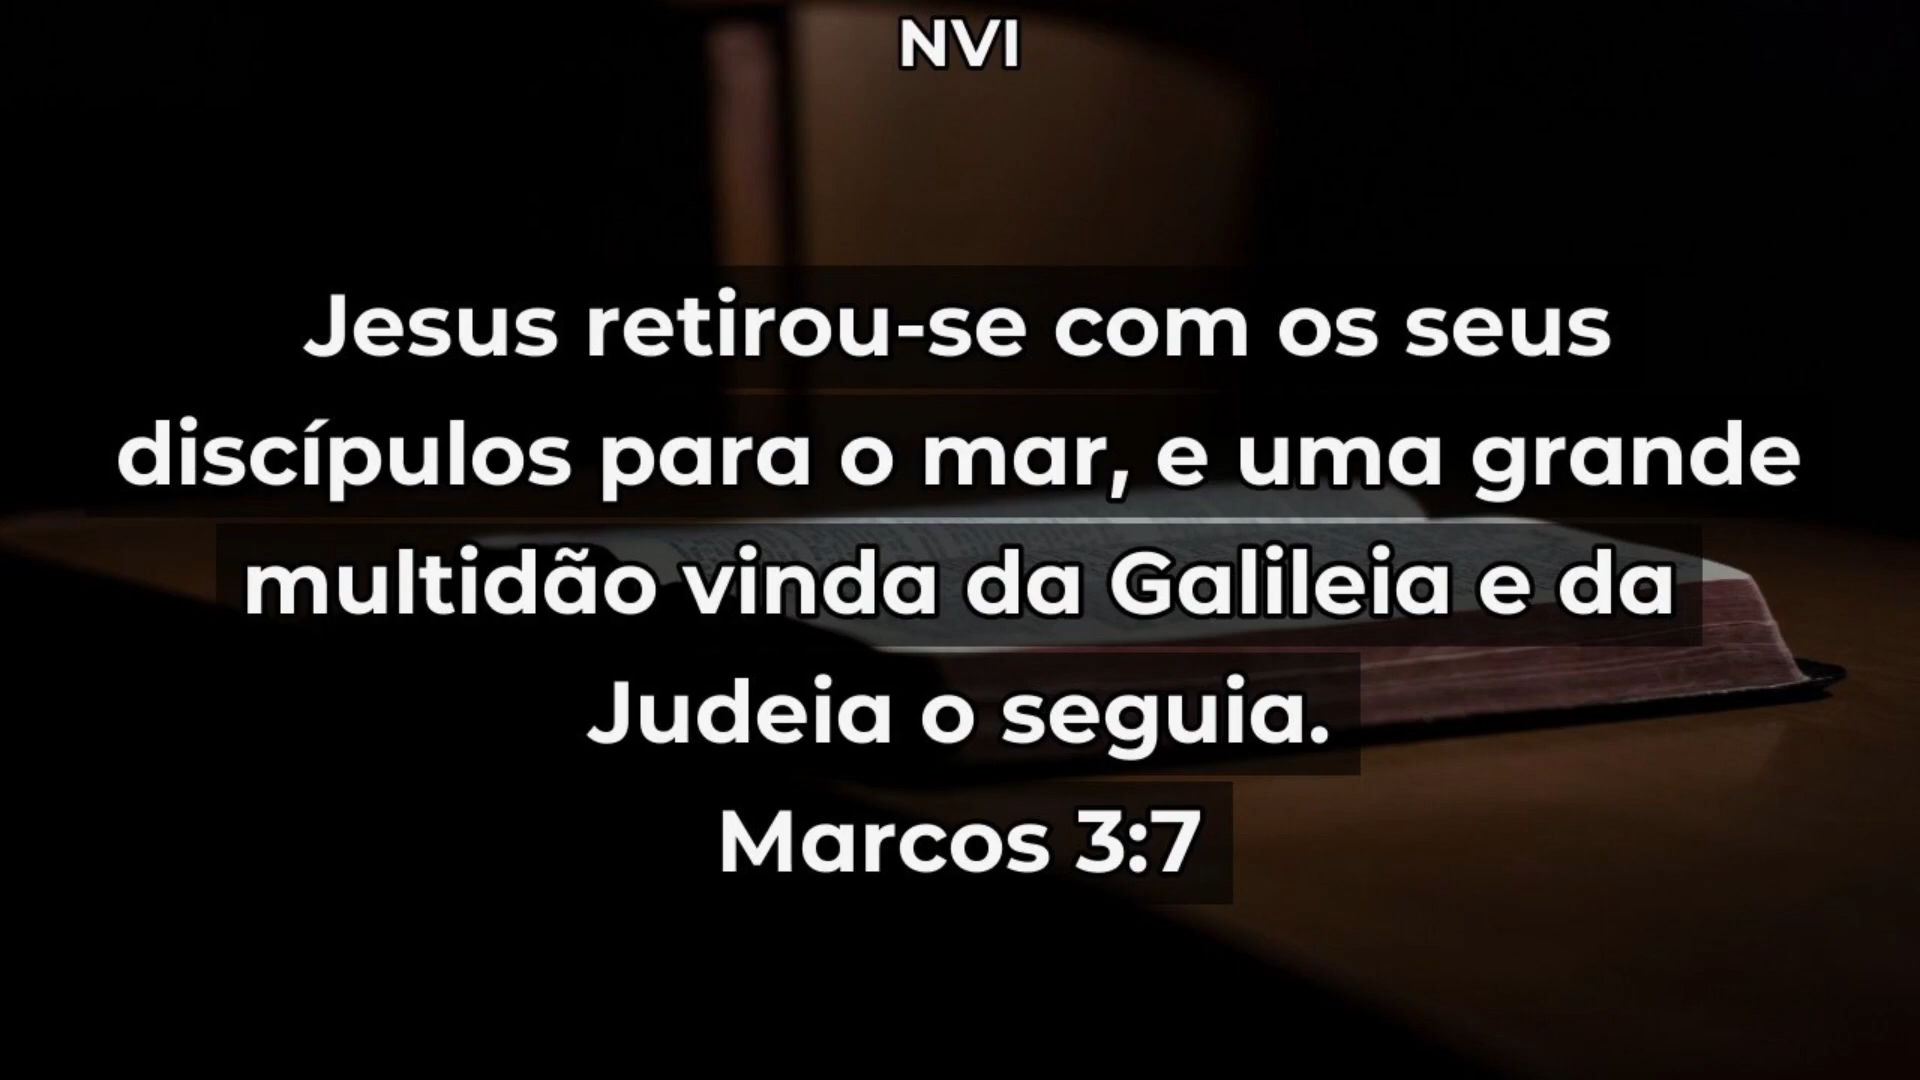 NVI
Jesus retirou-se com os seus
discípulos para o mar, e uma grande
multidão vinda da Galileia e da
Judeia o seguia.
Marcos 3:7